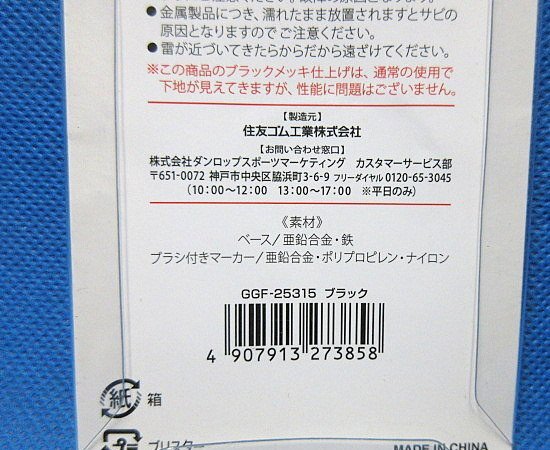 ● 金属製品につき、濡れたまま放置されますとサビの
原因となりますのでご注意ください。
● 雷が近づいてきたらからだから遠ざけてください。
※この商品のブラックメッキ仕上げは、通常の使用で
下地が見えてきますが、性能に問題はございません。
【製造元】
住友ゴム工業株式会社
【お問い合わせ窓口】
株式会社ダンロップスポーツマーケティング カスタマーサービス部
〒651-0072 神戸市中央区脇浜町3-6-9 フリーダイヤル 0120-65-3045
(10:00〜12:00 13:00〜17:00 ※平日のみ)
《素材》
ベース/亜鉛合金・鉄
ブラシ付きマーカー/亜鉛合金・ポリプロピレン・ナイロン
GGF-25315 ブラック
4 907913 273858
紙 箱
プラ ブリスター
MADE IN CHINA